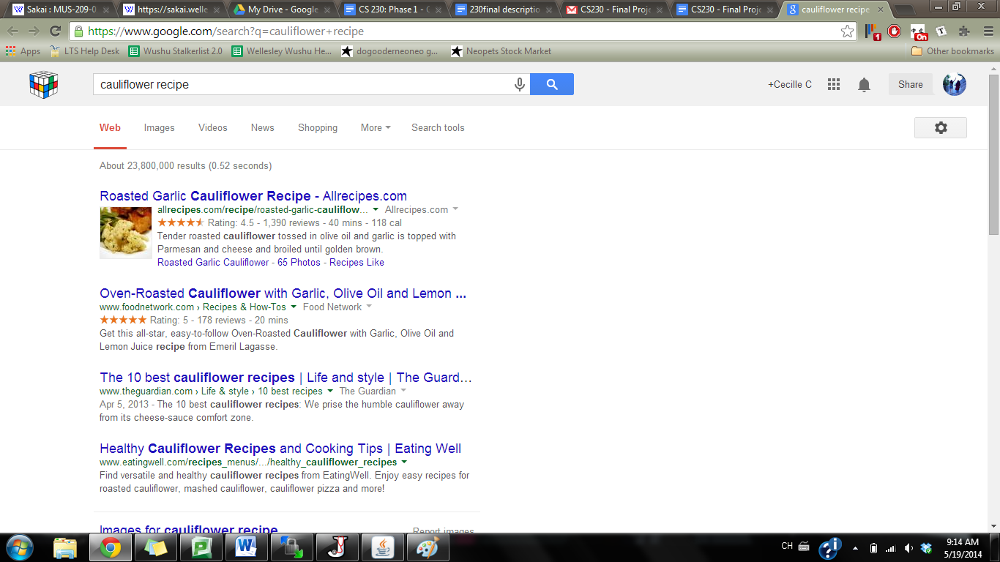 Sakai : MUS-209-0
https://sakai.welle
My Drive - Google
CS 230: Phase 1 -
230final descriptio
CS230 - Final Proje
CS230 - Final Proje
cauliflower recipe
https://www.google.com/search?q=cauliflower+recipe
1
On
Apps
LTS Help Desk
Wushu Stalkerlist 2.0
Wellesley Wushu He...
dogooderneoneo g...
Neopets Stock Market
Other bookmarks
cauliflower recipe
+Cecille C
Share
Web
Images
Videos
News
Shopping
More
Search tools
About 23,800,000 results (0.52 seconds)
Roasted Garlic Cauliflower Recipe - Allrecipes.com
allrecipes.com/recipe/roasted-garlic-cauliflow... Allrecipes.com
Rating: 4.5 - 1,390 reviews - 40 mins - 118 cal
Tender roasted cauliflower tossed in olive oil and garlic is topped with
Parmesan and cheese and broiled until golden brown.
Roasted Garlic Cauliflower - 65 Photos - Recipes Like
Oven-Roasted Cauliflower with Garlic, Olive Oil and Lemon ...
www.foodnetwork.com › Recipes & How-Tos Food Network
Rating: 5 - 178 reviews - 20 mins
Get this all-star, easy-to-follow Oven-Roasted Cauliflower with Garlic, Olive Oil and
Lemon Juice recipe from Emeril Lagasse.
The 10 best cauliflower recipes | Life and style | The Guard...
www.theguardian.com › Life & style › 10 best recipes The Guardian
Apr 5, 2013 - The 10 best cauliflower recipes: We prise the humble cauliflower away
from its cheese-sauce comfort zone.
Healthy Cauliflower Recipes and Cooking Tips | Eating Well
www.eatingwell.com/recipes_menus/.../healthy_cauliflower_recipes
Find versatile and healthy cauliflower recipes from EatingWell. Enjoy easy recipes for
roasted cauliflower, mashed cauliflower, cauliflower pizza and more!
Images for cauliflower recipe
Report images
CH
9:14 AM
5/19/2014